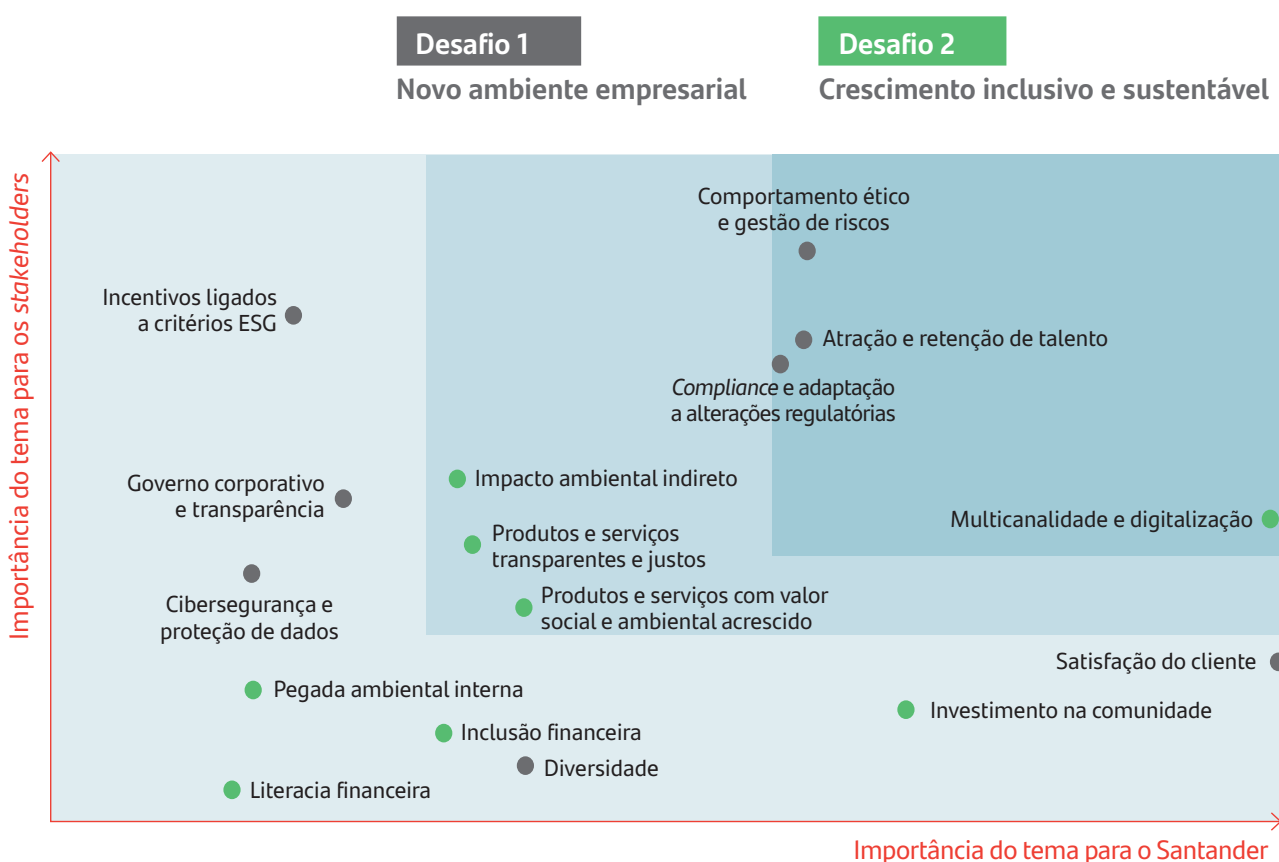 Desafio 1
Novo ambiente empresarial
Desafio 2
Crescimento inclusivo e sustentável
Importância do tema para os stakeholders
Comportamento ético
e gestão de riscos
Incentivos ligados
a critérios ESG
Atração e retenção de talento
Compliance e adaptação
a alterações regulatórias
Impacto ambiental indireto
Governo corporativo
e transparência
Multicanalidade e digitalização
Produtos e serviços
transparentes e justos
Cibersegurança e
proteção de dados
Produtos e serviços com valor
social e ambiental acrescido
Satisfação do cliente
Pegada ambiental interna
Investimento na comunidade
Inclusão financeira
Diversidade
Literacia financeira
Importância do tema para o Santander